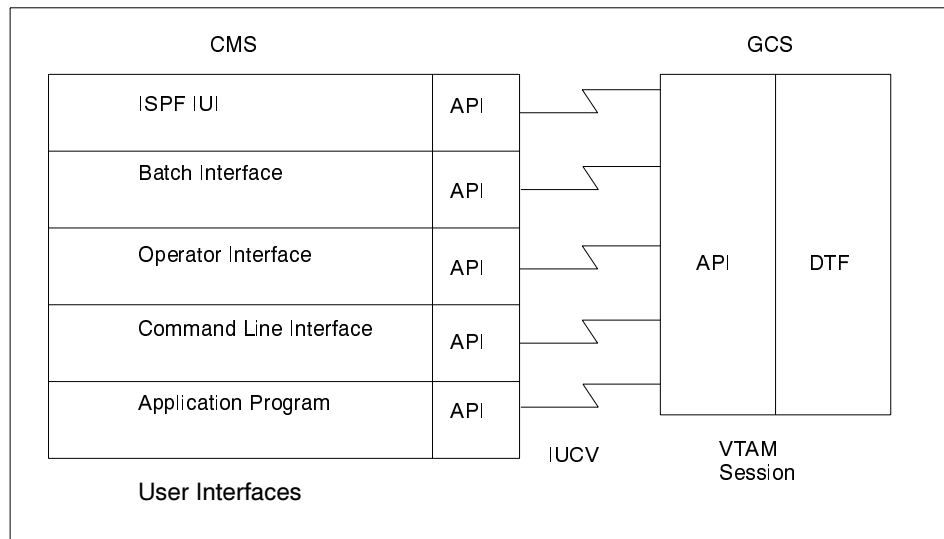 CMS
GCS
ISPF IUI
API
Batch Interface
API
Operator Interface
API
API
DTF
Command Line Interface
API
Application Program
API
IUCV
VTAM
Session
User Interfaces